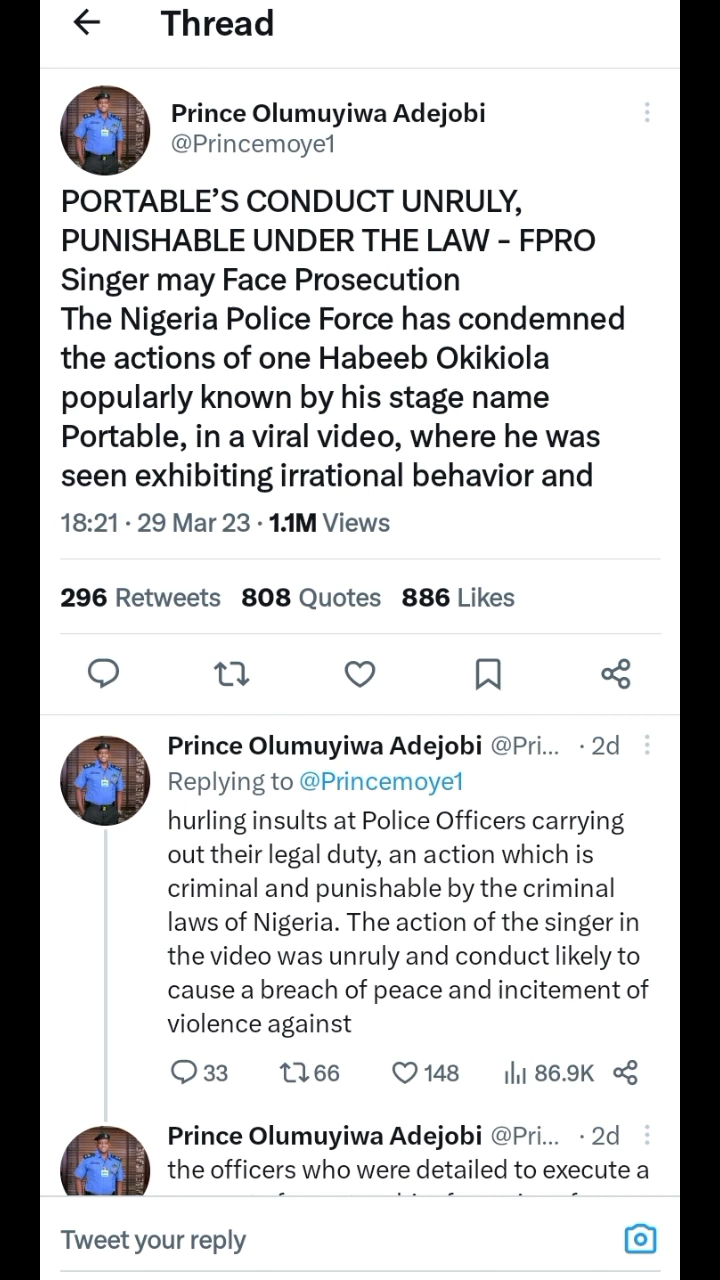 Thread
Prince Olumuyiwa Adejobi
@Princemoye1
PORTABLE’S CONDUCT UNRULY,
PUNISHABLE UNDER THE LAW - FPRO
Singer may Face Prosecution
The Nigeria Police Force has condemned
the actions of one Habeeb Okikiola
popularly known by his stage name
Portable, in a viral video, where he was
seen exhibiting irrational behavior and
18:21 · 29 Mar 23 · 1.1M Views
296 Retweets 808 Quotes 886 Likes
Prince Olumuyiwa Adejobi @Pri... · 2d
Replying to @Princemoye1
hurling insults at Police Officers carrying
out their legal duty, an action which is
criminal and punishable by the criminal
laws of Nigeria. The action of the singer in
the video was unruly and conduct likely to
cause a breach of peace and incitement of
violence against
33 66 148 86.9K
Prince Olumuyiwa Adejobi @Pri... · 2d
the officers who were detailed to execute a
Tweet your reply